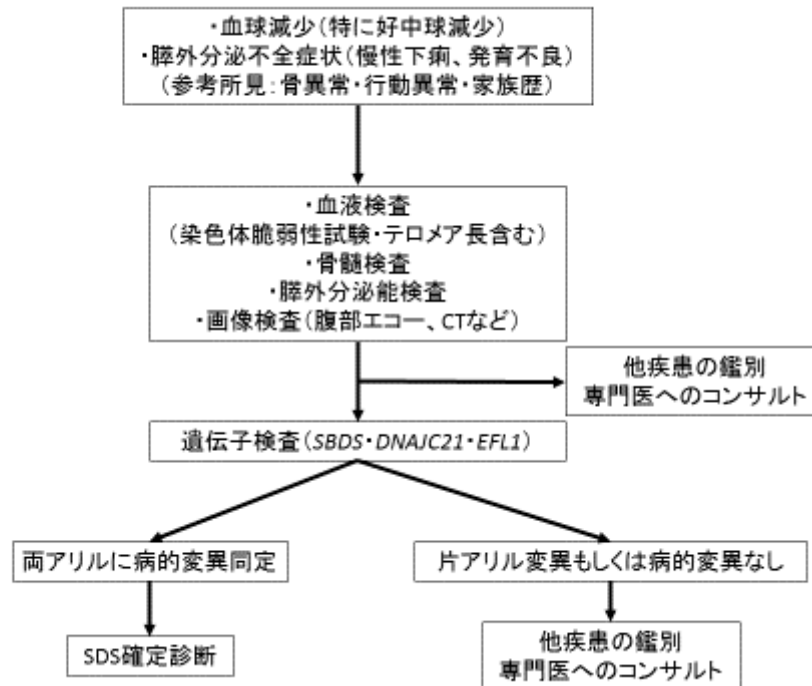 ・血球減少(特に好中球減少)
・膵外分泌不全症状(慢性下痢、発育不良)
(参考所見:骨異常・行動異常・家族歴)
・血液検査
(染色体脆弱性試験・テロメア長含む)
・骨髄検査
・膵外分泌能検査
・画像検査(腹部エコー、CTなど)
他疾患の鑑別
専門医へのコンサルト
遺伝子検査(SBDS・DNAJC21・EFL1)
両アリルに病的変異同定
片アリル変異もしくは病的変異なし
SDS確定診断
他疾患の鑑別
専門医へのコンサルト